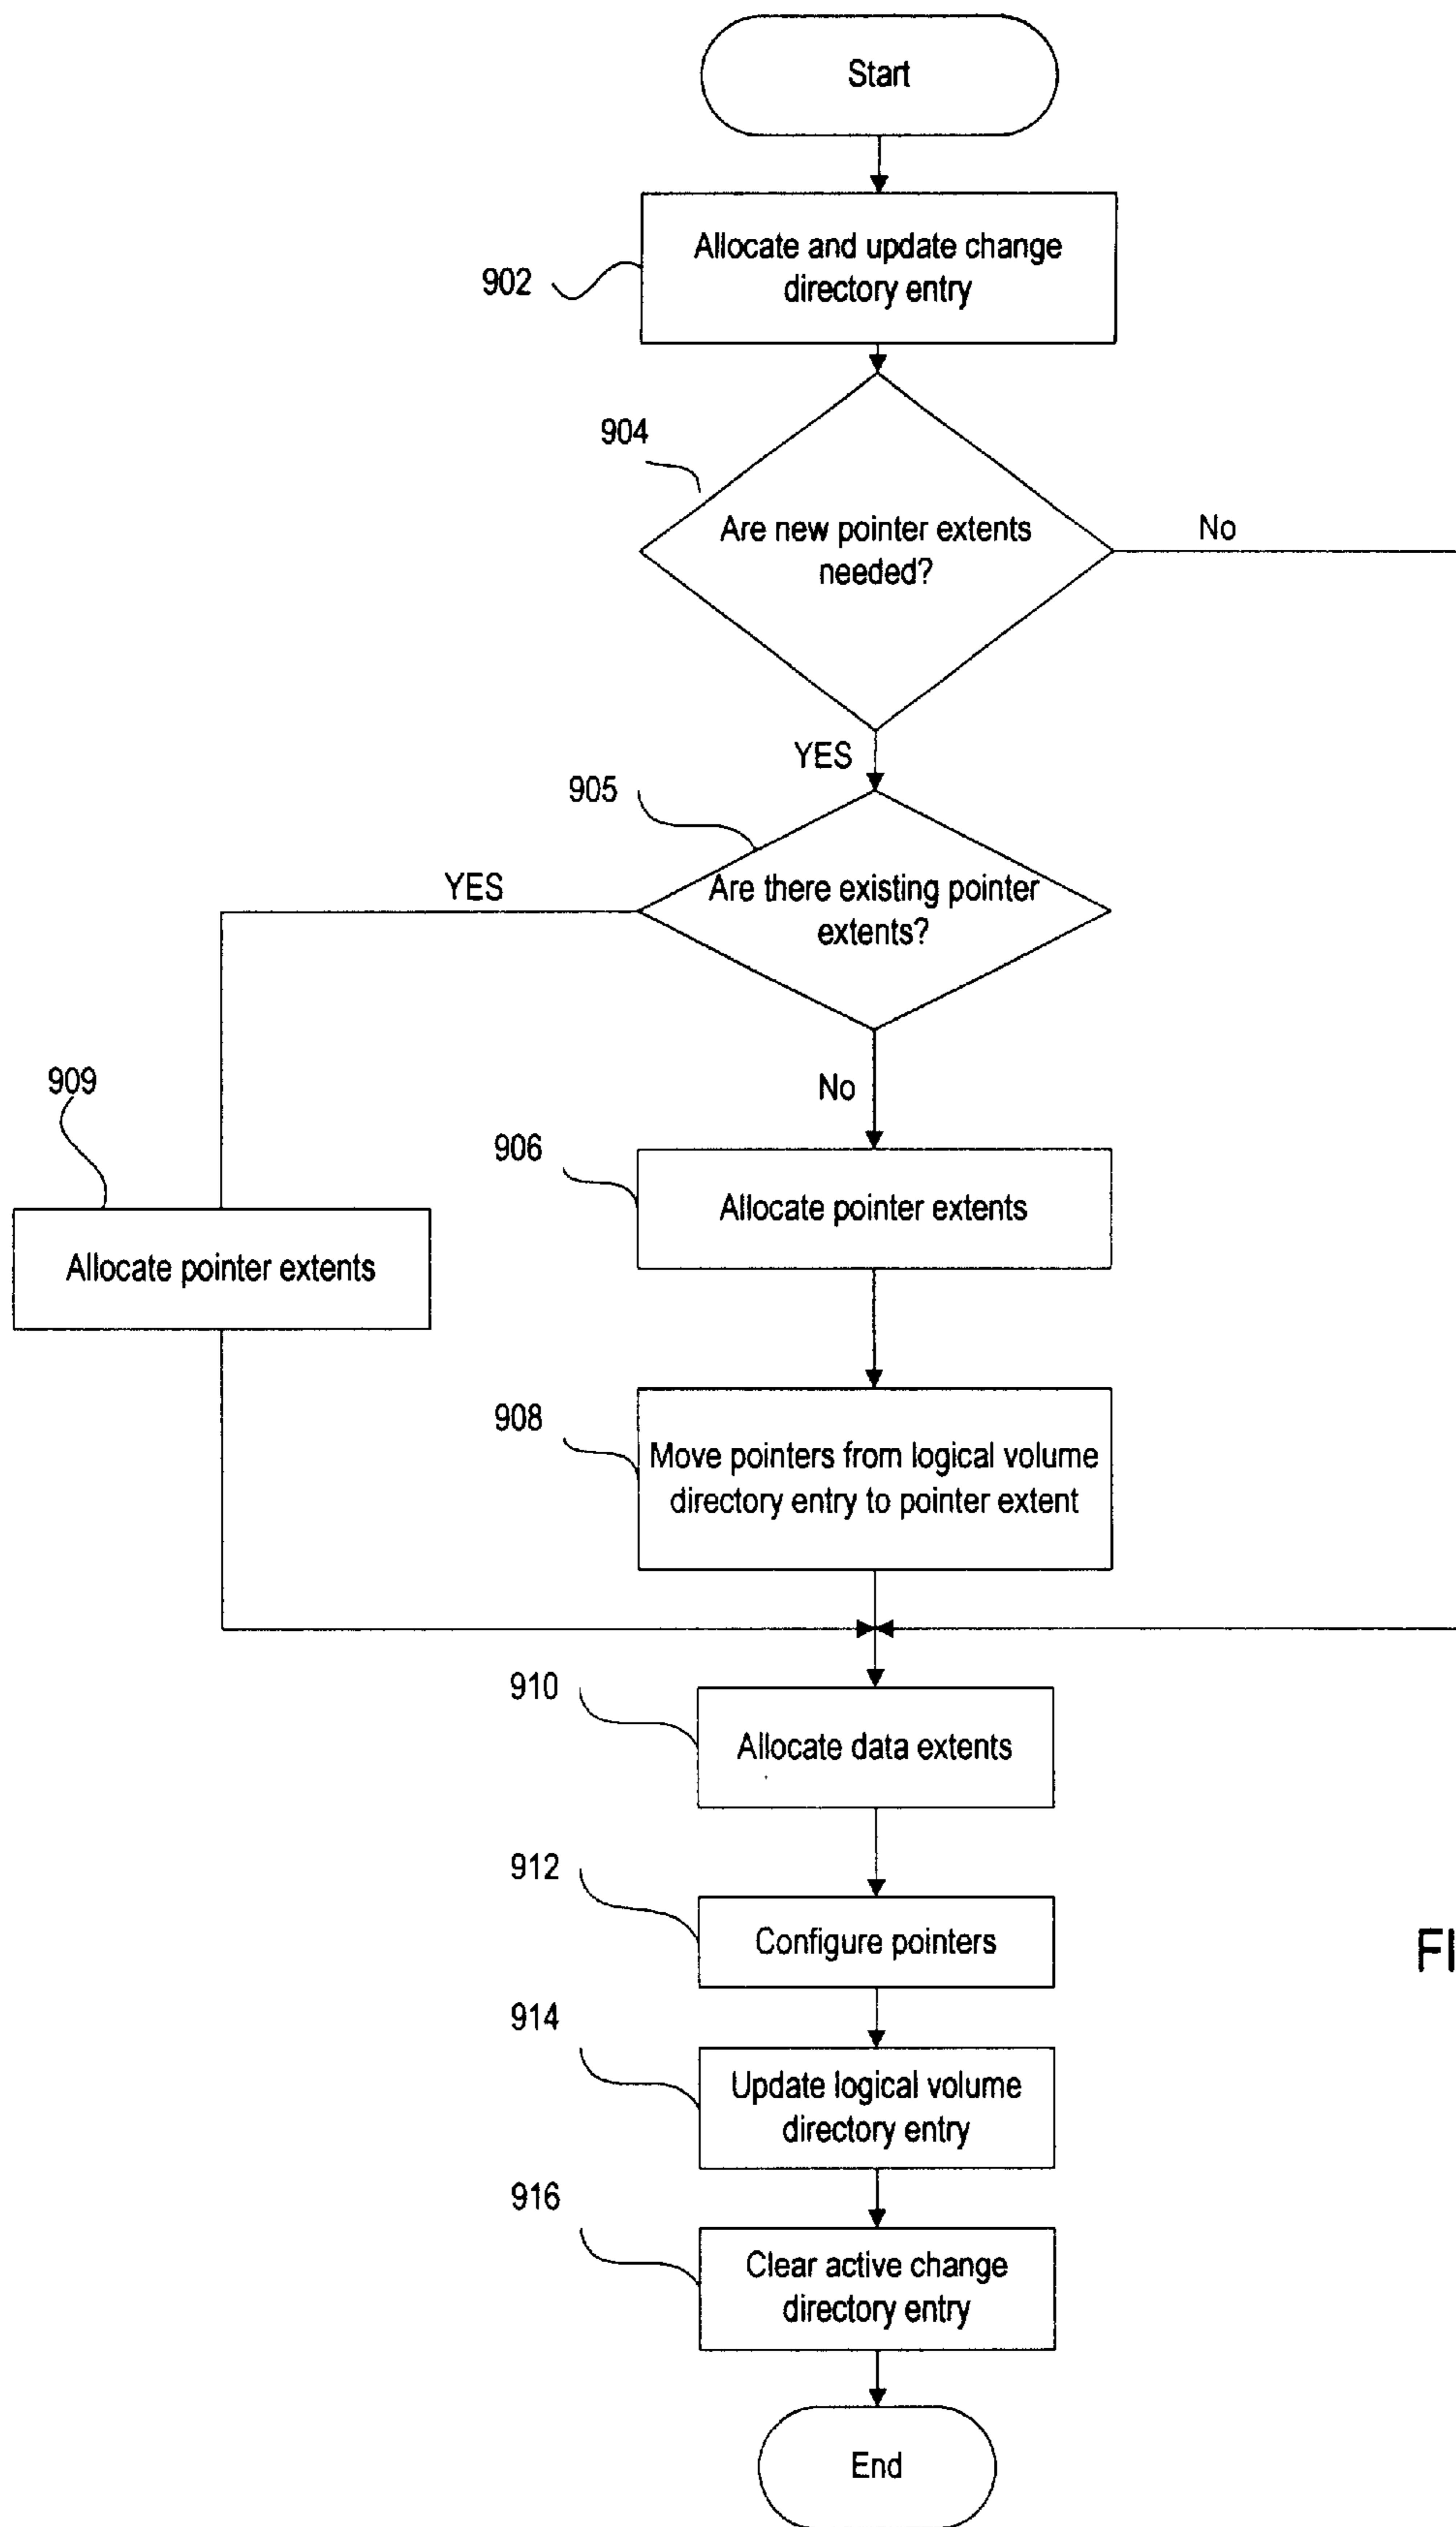 Start
Allocate and update change
directory entry
902
904
Are new pointer extents
needed?
No
YES
905
Are there existing pointer
extents?
YES
No
909
906
Allocate pointer extents
Allocate pointer extents
908
Move pointers from logical volume
directory entry to pointer extent
910
Allocate data extents
912
Configure pointers
FI
914
Update logical volume
directory entry
916
Clear active change
directory entry
End